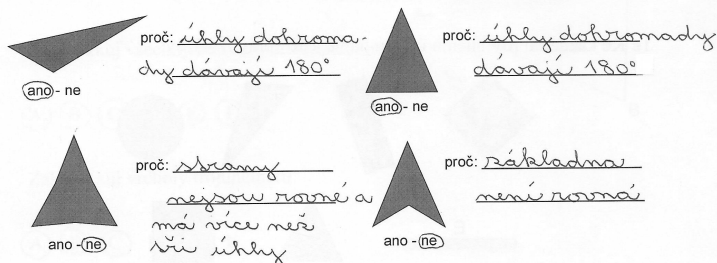 proč: úhly dohroma-
dy dávají 180°
ano - ne
proč: úhly dohromady
dávají 180°
ano - ne
proč: strany
nejsou rovné a
má více než
tři úhly
ano - ne
proč: základna
není rovná
ano - ne